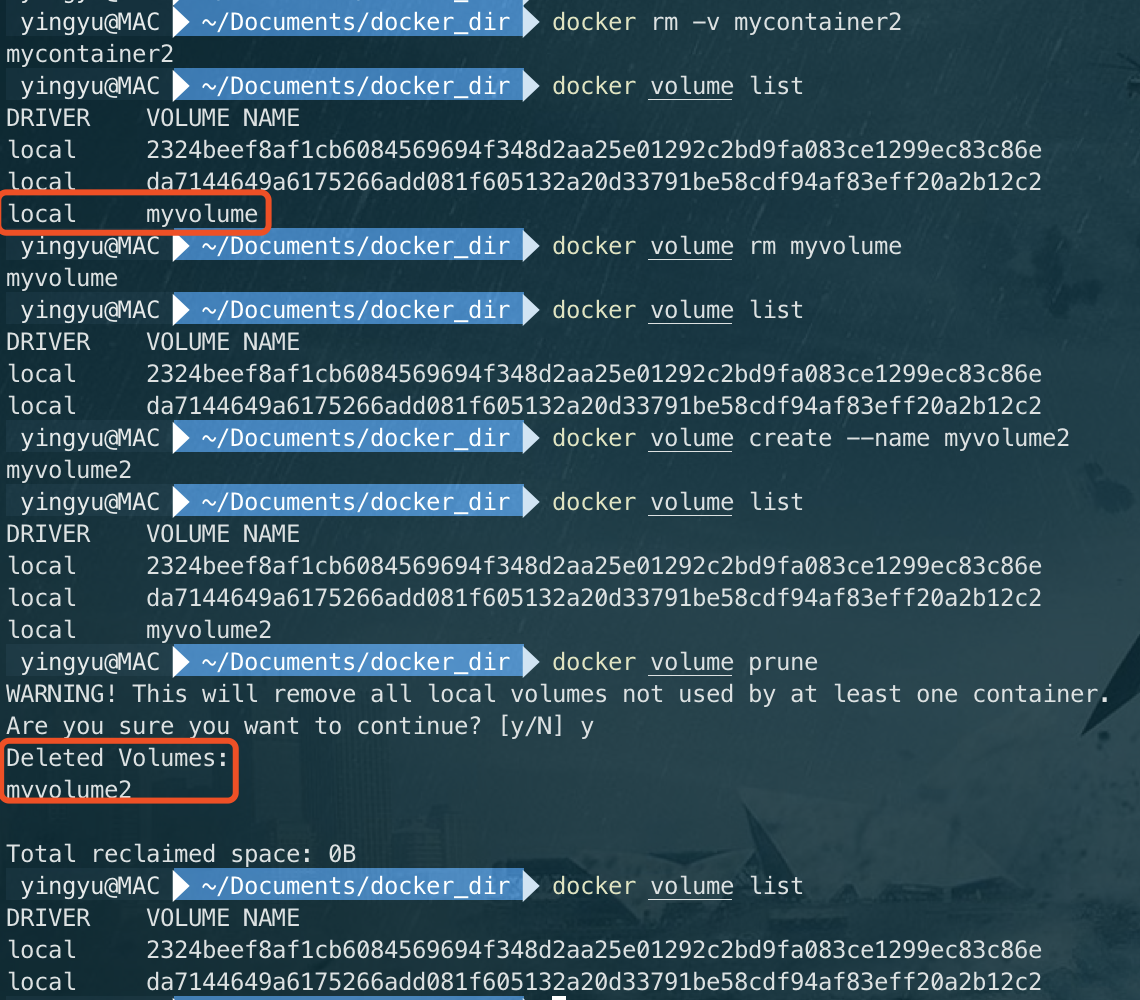 yingyu@MAC ~/Documents/docker_dir docker rm -v mycontainer2
mycontainer2
yingyu@MAC ~/Documents/docker_dir docker volume list
DRIVER VOLUME NAME
local 2324beef8af1cb6084569694f348d2aa25e01292c2bd9fa083ce1299ec83c86e
local da7144649a6175266add081f605132a20d33791be58cdf94af83eff20a2b12c2
local myvolume
yingyu@MAC ~/Documents/docker_dir docker volume rm myvolume
myvolume
yingyu@MAC ~/Documents/docker_dir docker volume list
DRIVER VOLUME NAME
local 2324beef8af1cb6084569694f348d2aa25e01292c2bd9fa083ce1299ec83c86e
local da7144649a6175266add081f605132a20d33791be58cdf94af83eff20a2b12c2
yingyu@MAC ~/Documents/docker_dir docker volume create --name myvolume2
myvolume2
yingyu@MAC ~/Documents/docker_dir docker volume list
DRIVER VOLUME NAME
local 2324beef8af1cb6084569694f348d2aa25e01292c2bd9fa083ce1299ec83c86e
local da7144649a6175266add081f605132a20d33791be58cdf94af83eff20a2b12c2
local myvolume2
yingyu@MAC ~/Documents/docker_dir docker volume prune
WARNING! This will remove all local volumes not used by at least one container.
Are you sure you want to continue? [y/N] y
Deleted Volumes:
myvolume2
Total reclaimed space: 0B
yingyu@MAC ~/Documents/docker_dir docker volume list
DRIVER VOLUME NAME
local 2324beef8af1cb6084569694f348d2aa25e01292c2bd9fa083ce1299ec83c86e
local da7144649a6175266add081f605132a20d33791be58cdf94af83eff20a2b12c2